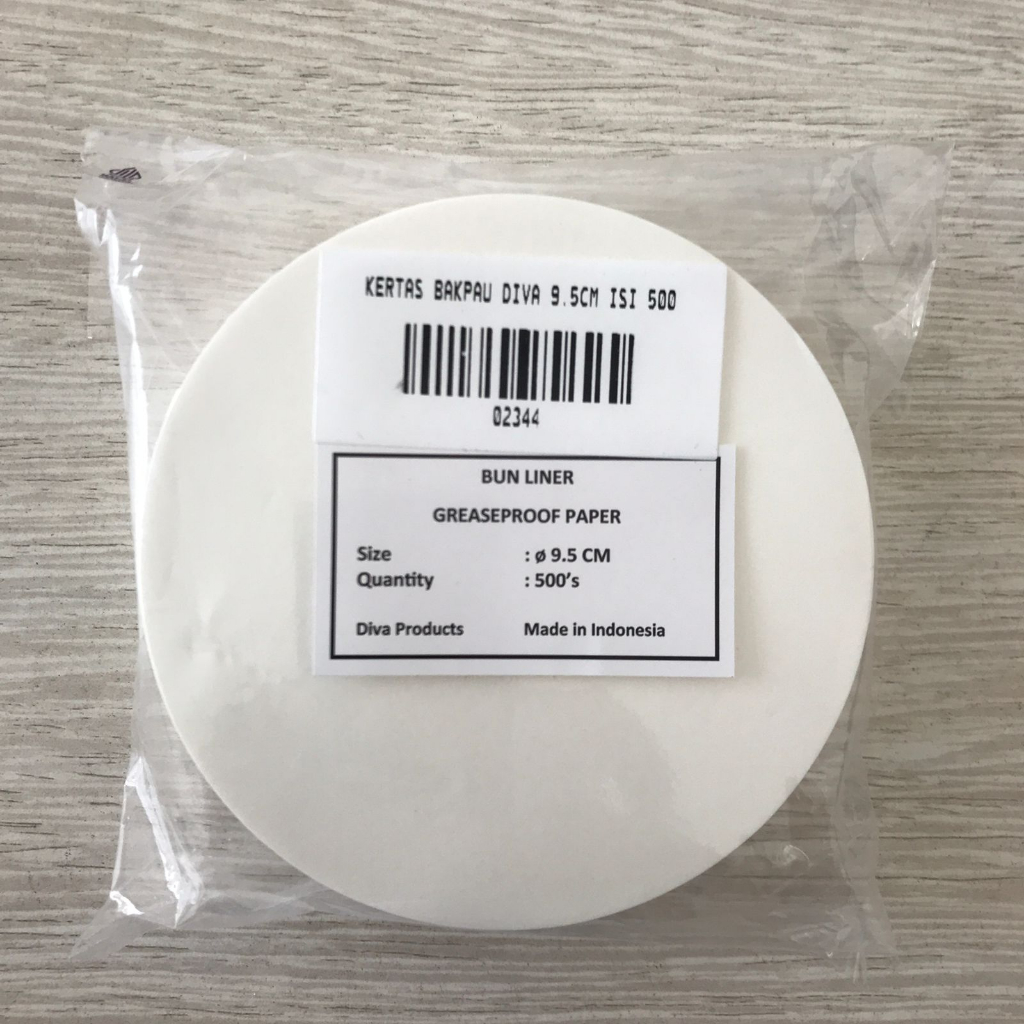 KERTAS BAKPAU DIVA 9.5CM ISI 500
02344
BUN LINER
GREASEPROOF PAPER
Size : ø 9.5 CM
Quantity : 500's
Diva Products Made in Indonesia